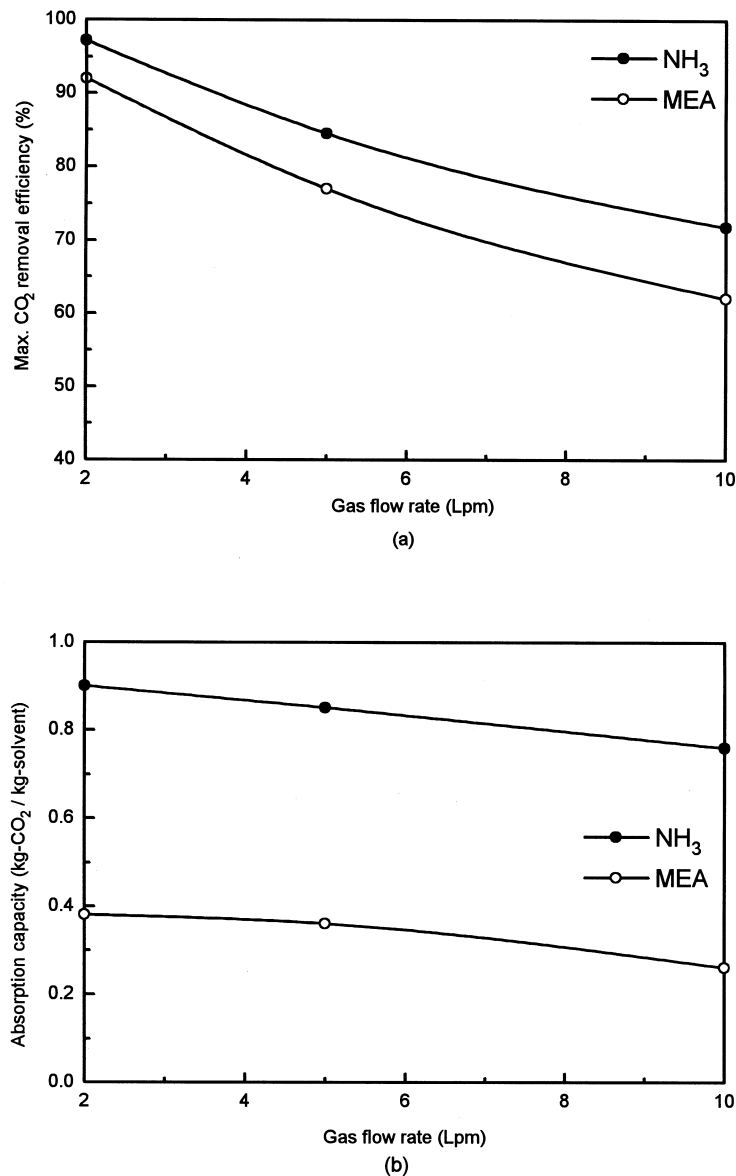 100
90
80
70
60
50
40
Max. CO2 removal efficiency (%)
NH3
MEA
2 4 6 8 10
Gas flow rate (Lpm)
(a)
1.0
0.8
0.6
0.4
0.2
0.0
Absorption capacity (kg-CO2 / kg-solvent)
NH3
MEA
2 4 6 8 10
Gas flow rate (Lpm)
(b)